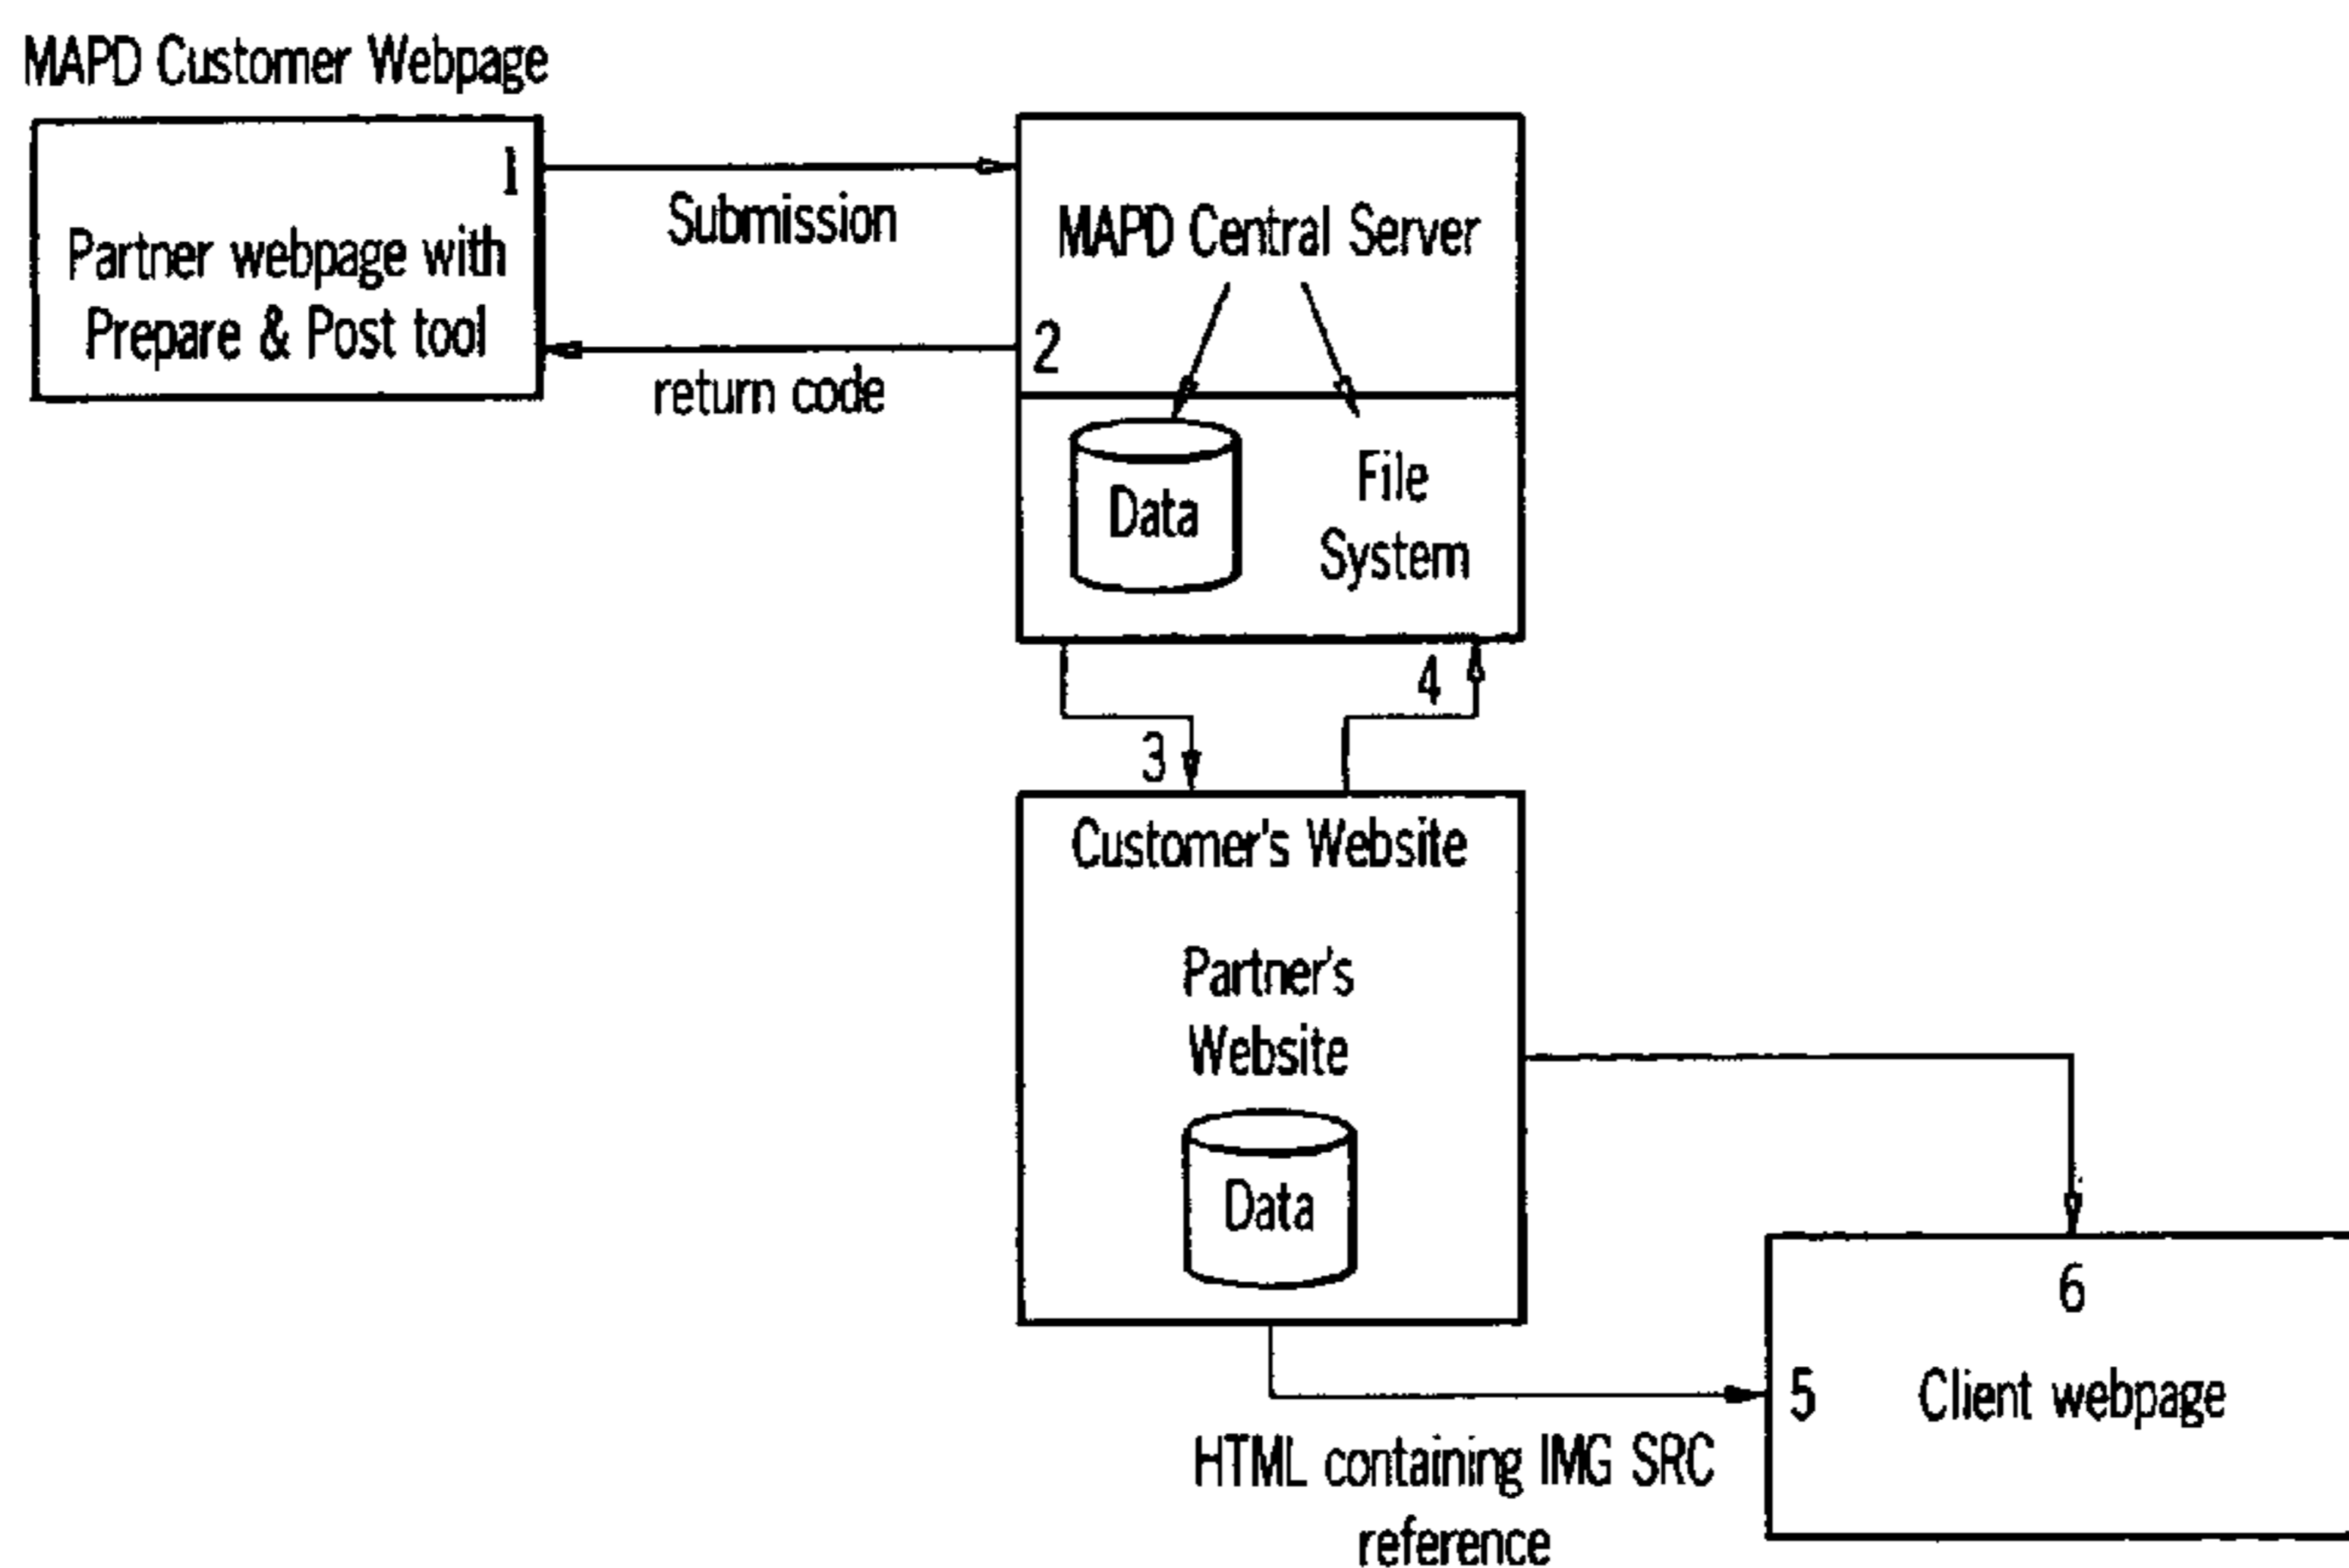 MAPD Customer Webpage
1
Partner webpage with
Prepare & Post tool
Submission
return code
MAPD Central Server
2
Data
File
System
3
4
Customer's Website
Partner's
Website
Data
6
5
Client webpage
HTML containing IMG SRC
reference